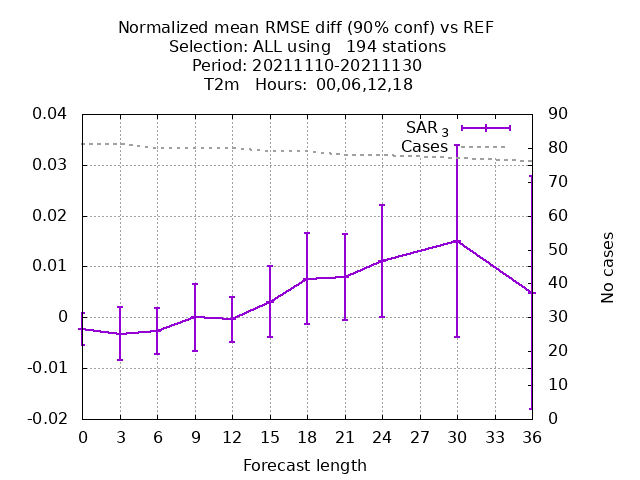 Normalized mean RMSE diff (90% conf) vs REF
Selection: ALL using   194 stations
Period: 20211110-20211130
T2m   Hours:  00,06,12,18
0.04
0.03
0.02
0.01
0
-0.01
-0.02
90
80
70
60
50
40
30
20
10
0
SAR 3
Cases
No cases
0 3 6 9 12 15 18 21 24 27 30 33 36
Forecast length